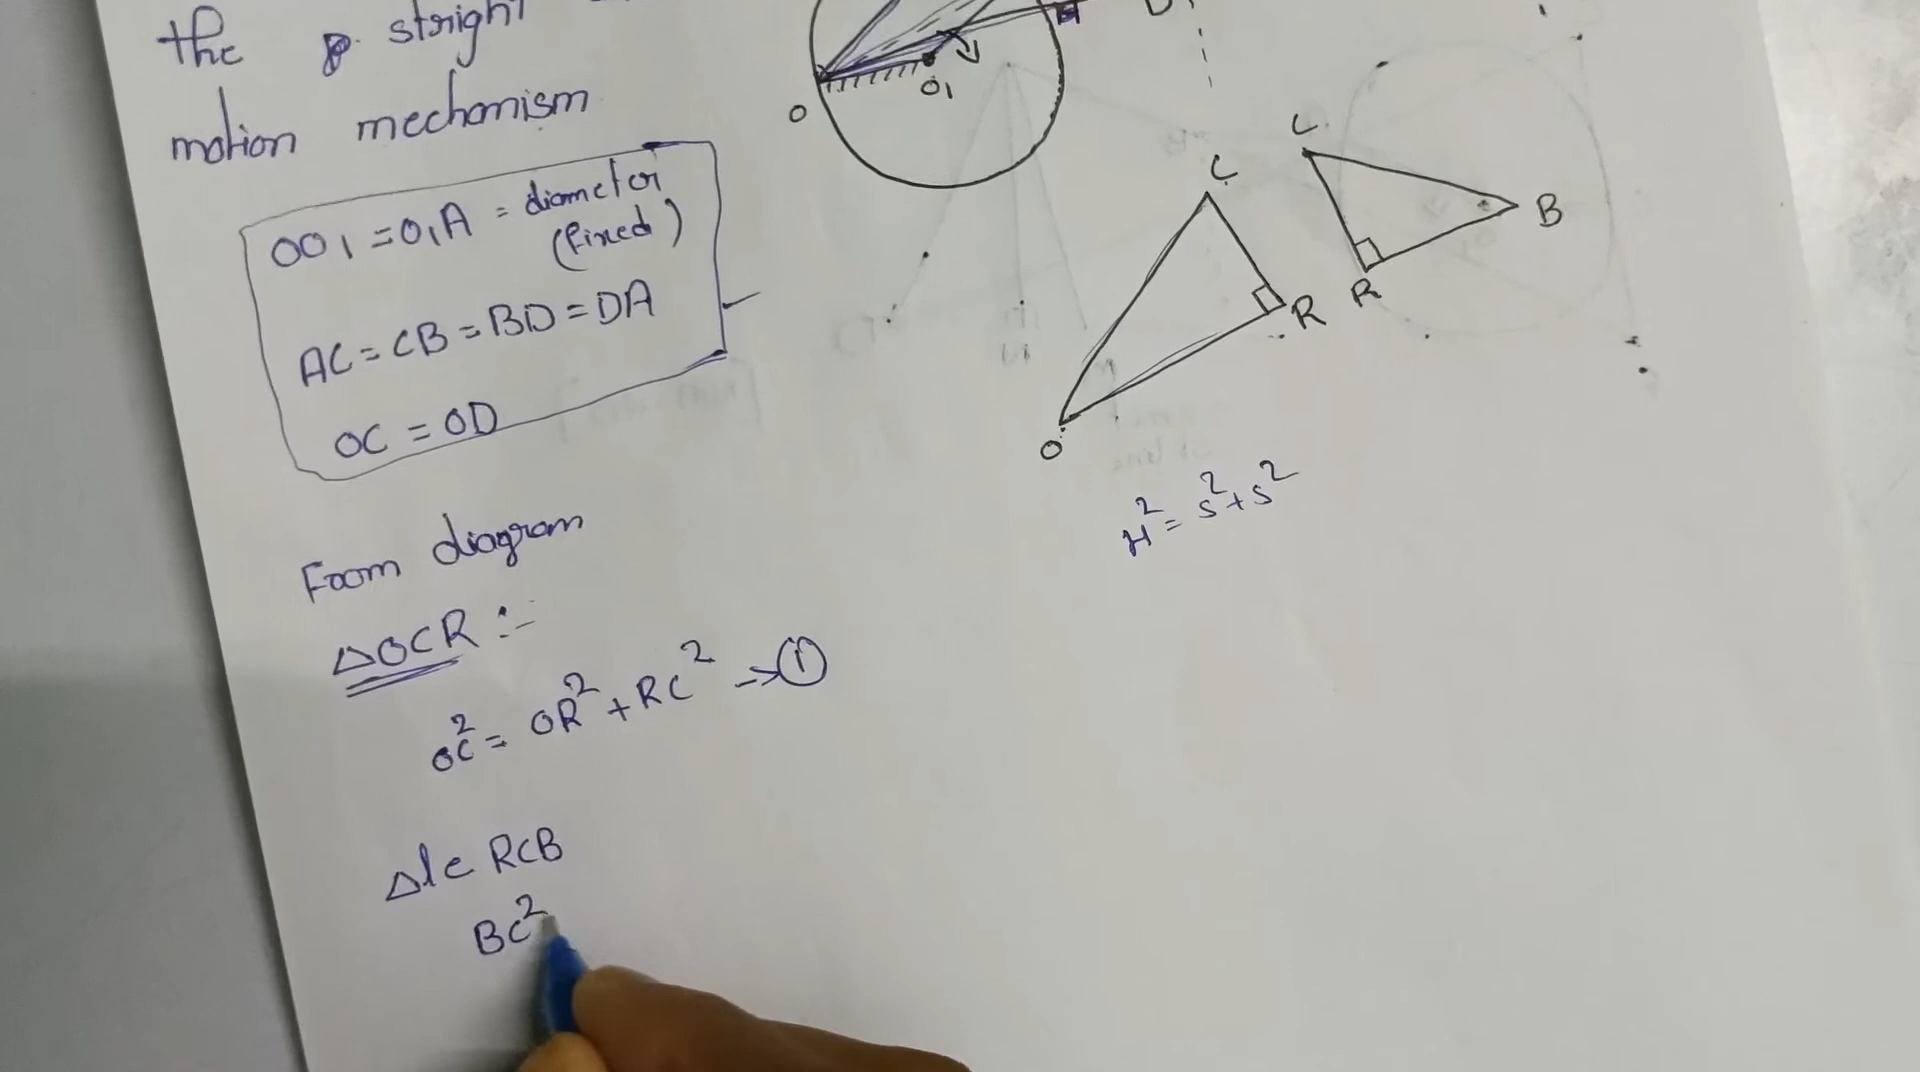 the stright
motion mechanism
OO1 = O1A = diameter
(fixed)
AC = CB = BD = DA
OC = OD
From diagram
△OCR :-
OC² = OR² + RC² → ①
△le RCB
BC²
O
O1
C
R
O
C
B
R
H² = S² + S²